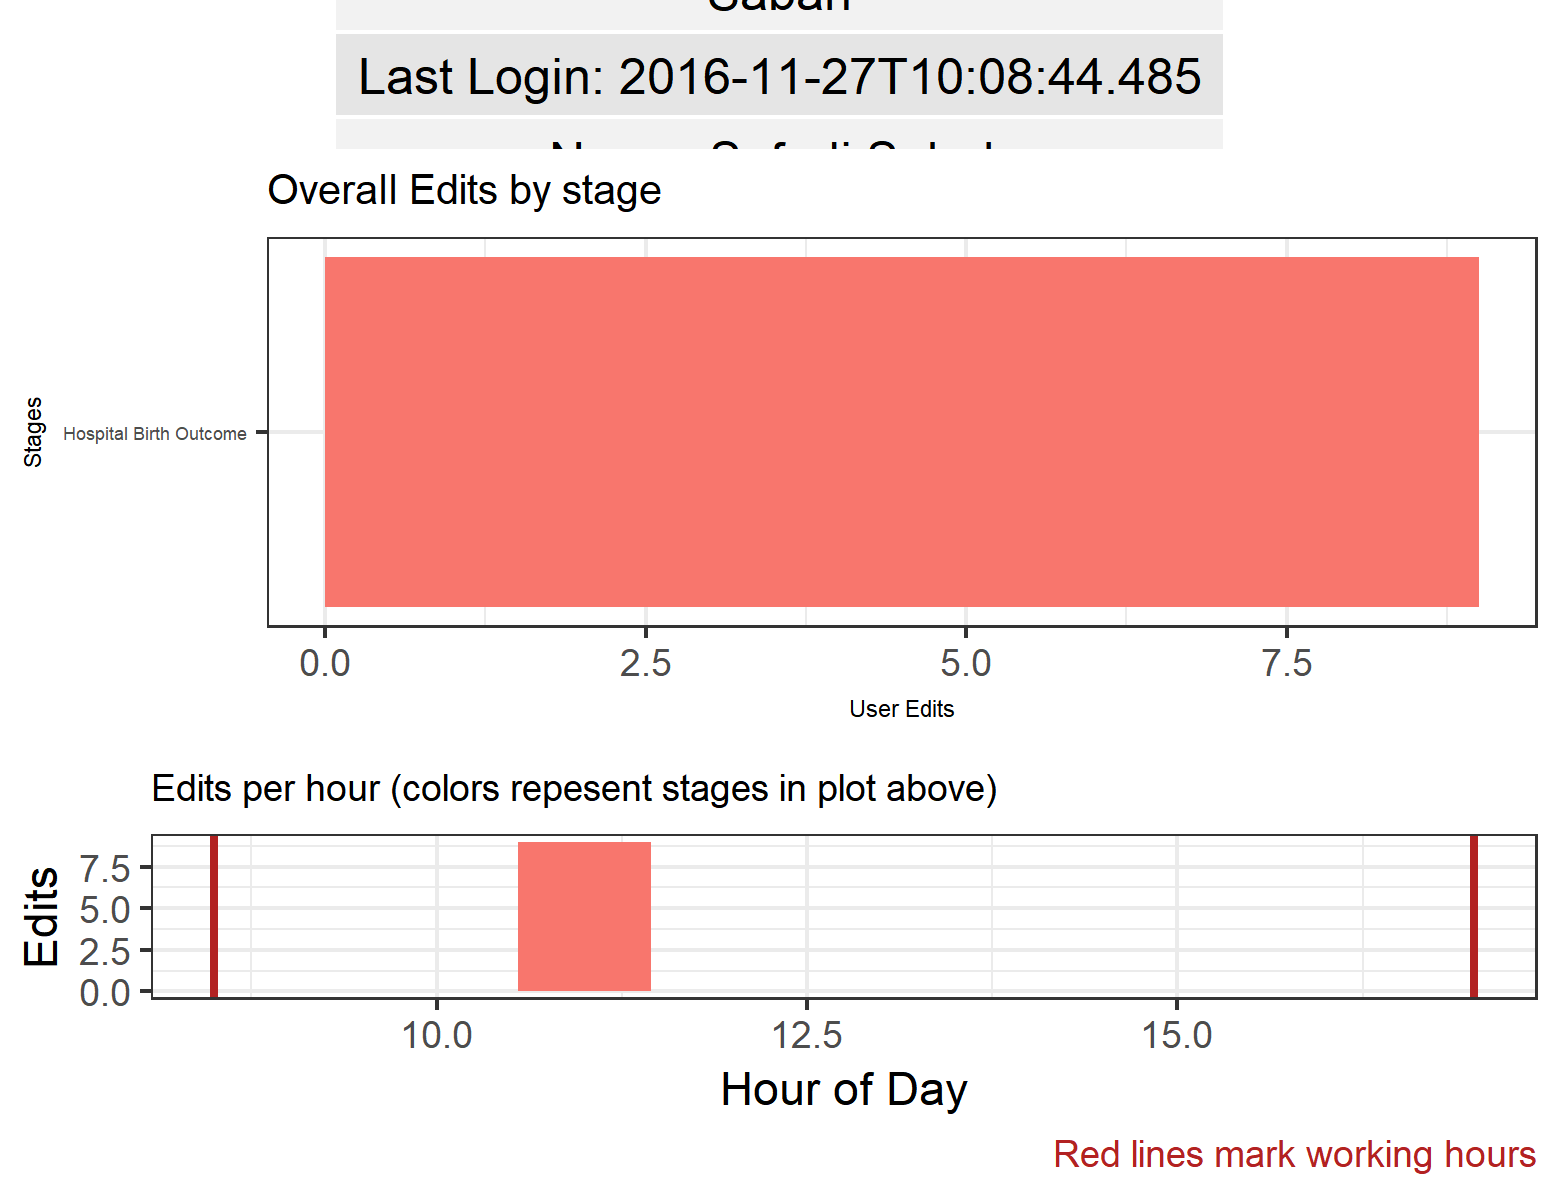 Last Login: 2016-11-27T10:08:44.485
Overall Edits by stage
Stages
Hospital Birth Outcome
0.0 2.5 5.0 7.5
User Edits
Edits per hour (colors repesent stages in plot above)
Edits
7.5
5.0
2.5
0.0
10.0 12.5 15.0
Hour of Day
Red lines mark working hours